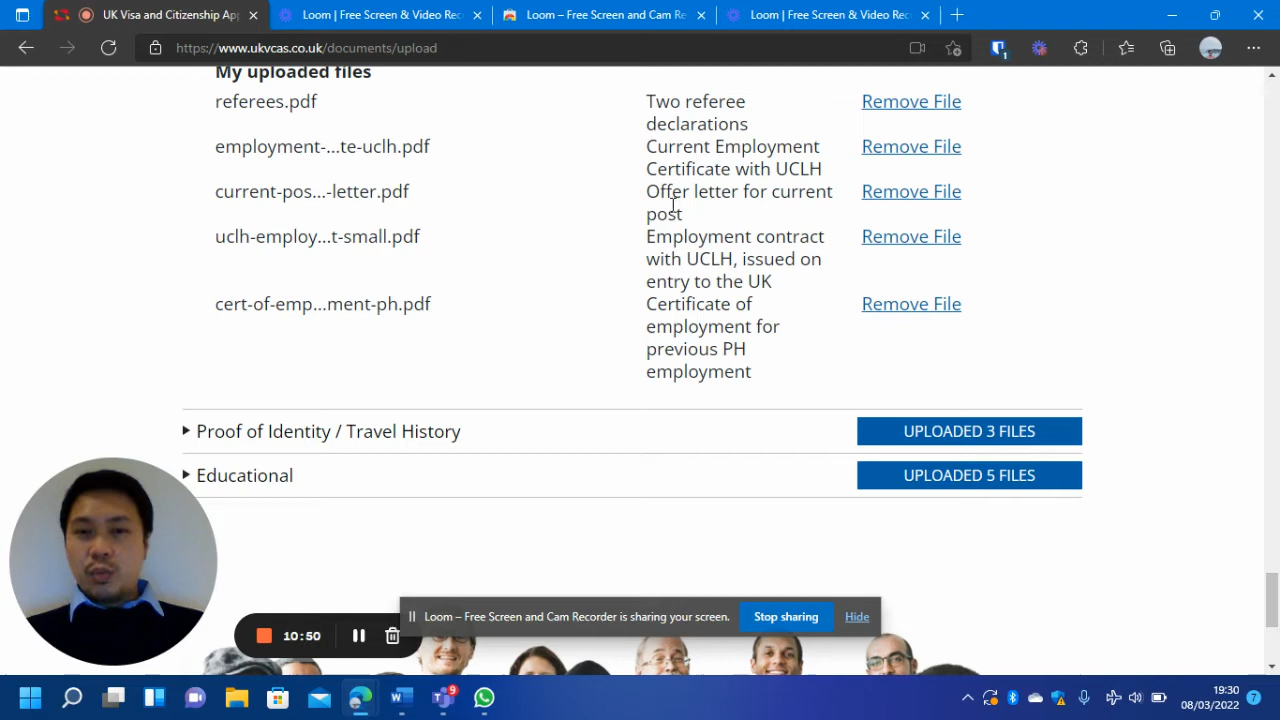 UK Visa and Citizenship Ap
Loom | Free Screen & Video Rec
Loom – Free Screen and Cam Re
Loom | Free Screen & Video Rec
https://www.ukvcas.co.uk/documents/upload
1
My uploaded files
referees.pdf
Two referee
declarations
Remove File
employment-...te-uclh.pdf
Current Employment
Certificate with UCLH
Remove File
current-pos...-letter.pdf
Offer letter for current
post
Remove File
uclh-employ...t-small.pdf
Employment contract
with UCLH, issued on
entry to the UK
Remove File
cert-of-emp...ment-ph.pdf
Certificate of
employment for
previous PH
employment
Remove File
Proof of Identity / Travel History
UPLOADED 3 FILES
Educational
UPLOADED 5 FILES
Loom – Free Screen and Cam Recorder is sharing your screen.
Stop sharing
Hide
10:50
9
19:30
08/03/2022
7